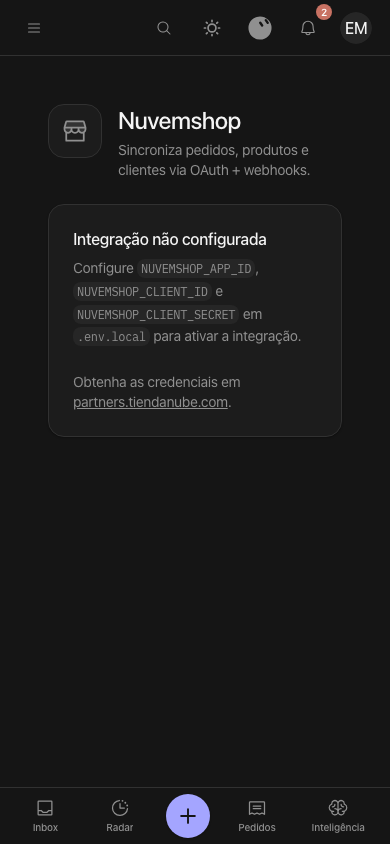 2
EM
Nuvemshop
Sincroniza pedidos, produtos e
clientes via OAuth + webhooks.
Integração não configurada
Configure NUVEMSHOP_APP_ID,
NUVEMSHOP_CLIENT_ID e
NUVEMSHOP_CLIENT_SECRET em
.env.local para ativar a integração.
Obtenha as credenciais em
partners.tiendanube.com.
Inbox
Radar
Pedidos
Inteligência